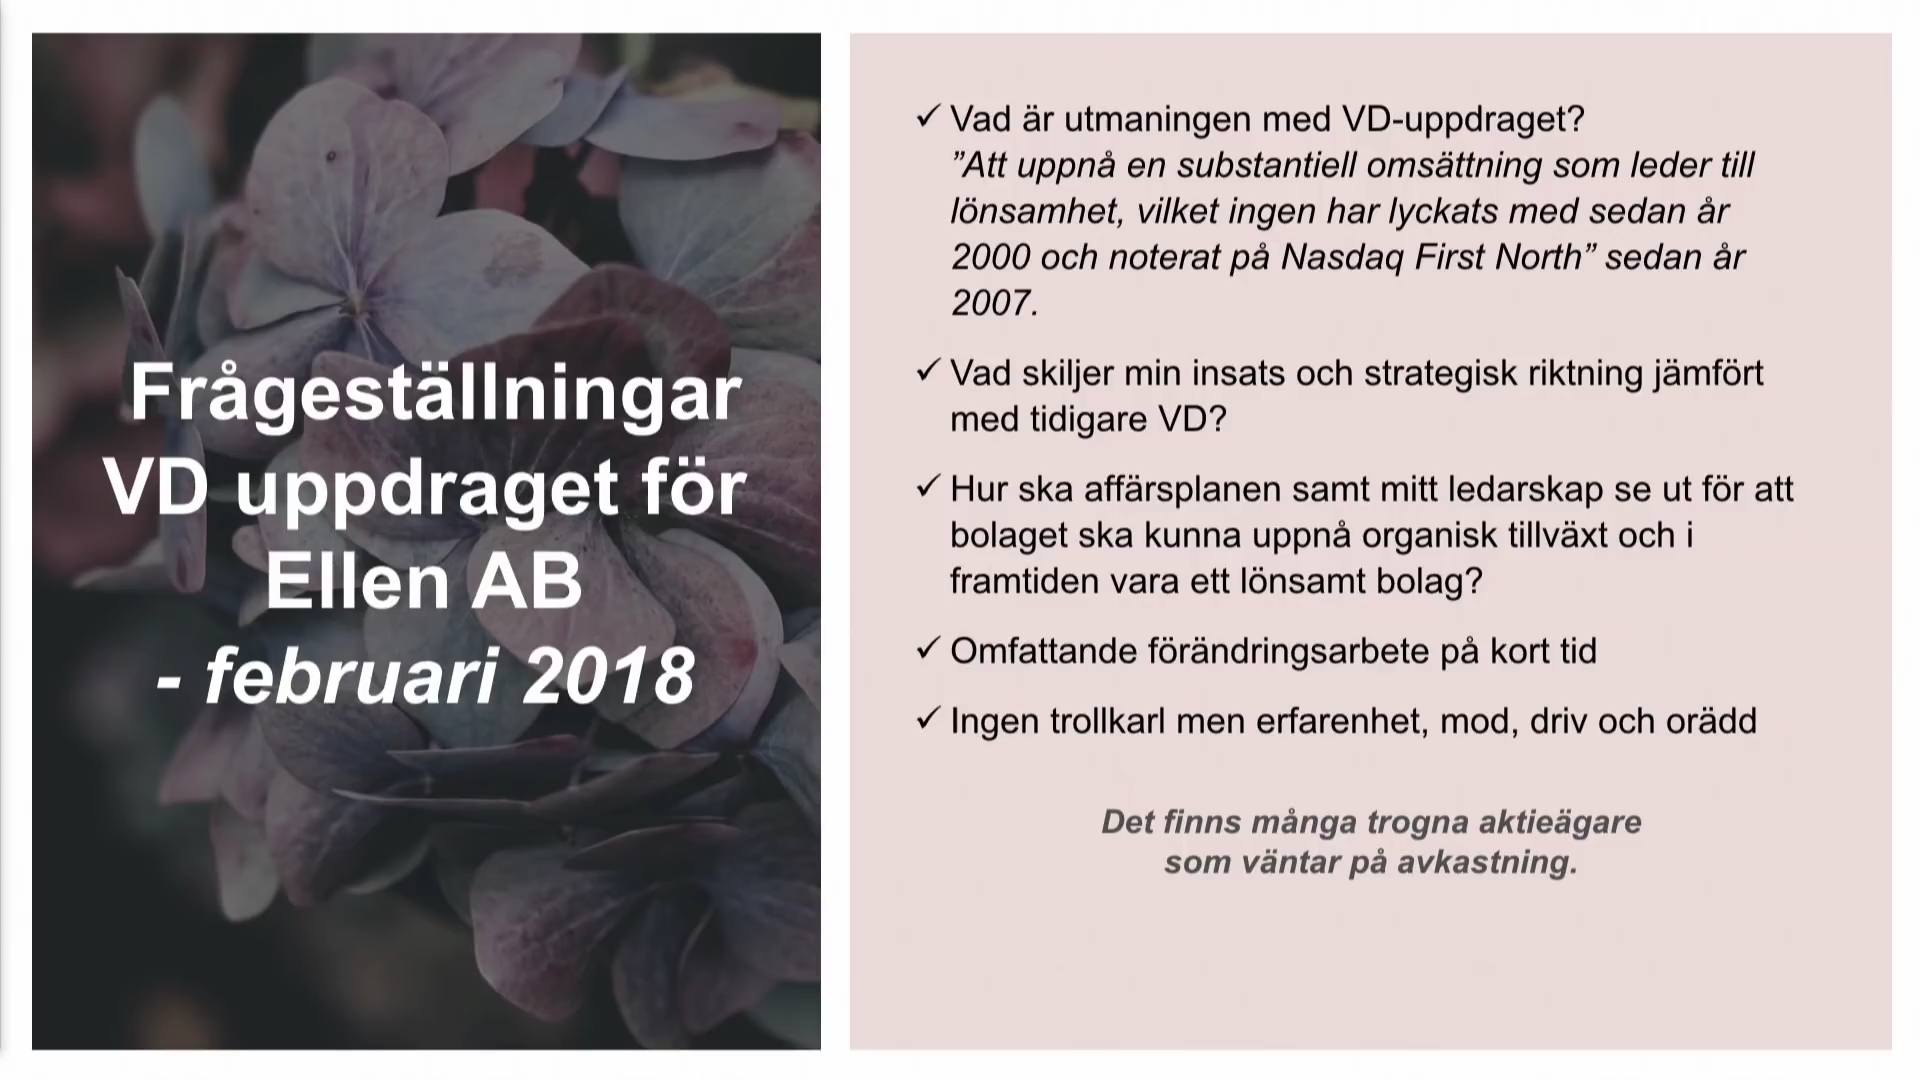 Frågeställningar
VD uppdraget för
Ellen AB
- februari 2018
✓ Vad är utmaningen med VD-uppdraget?
”Att uppnå en substantiell omsättning som leder till
lönsamhet, vilket ingen har lyckats med sedan år
2000 och noterat på Nasdaq First North” sedan år
2007.
✓ Vad skiljer min insats och strategisk riktning jämfört
med tidigare VD?
✓ Hur ska affärsplanen samt mitt ledarskap se ut för att
bolaget ska kunna uppnå organisk tillväxt och i
framtiden vara ett lönsamt bolag?
✓ Omfattande förändringsarbete på kort tid
✓ Ingen trollkarl men erfarenhet, mod, driv och orädd
Det finns många trogna aktieägare
som väntar på avkastning.